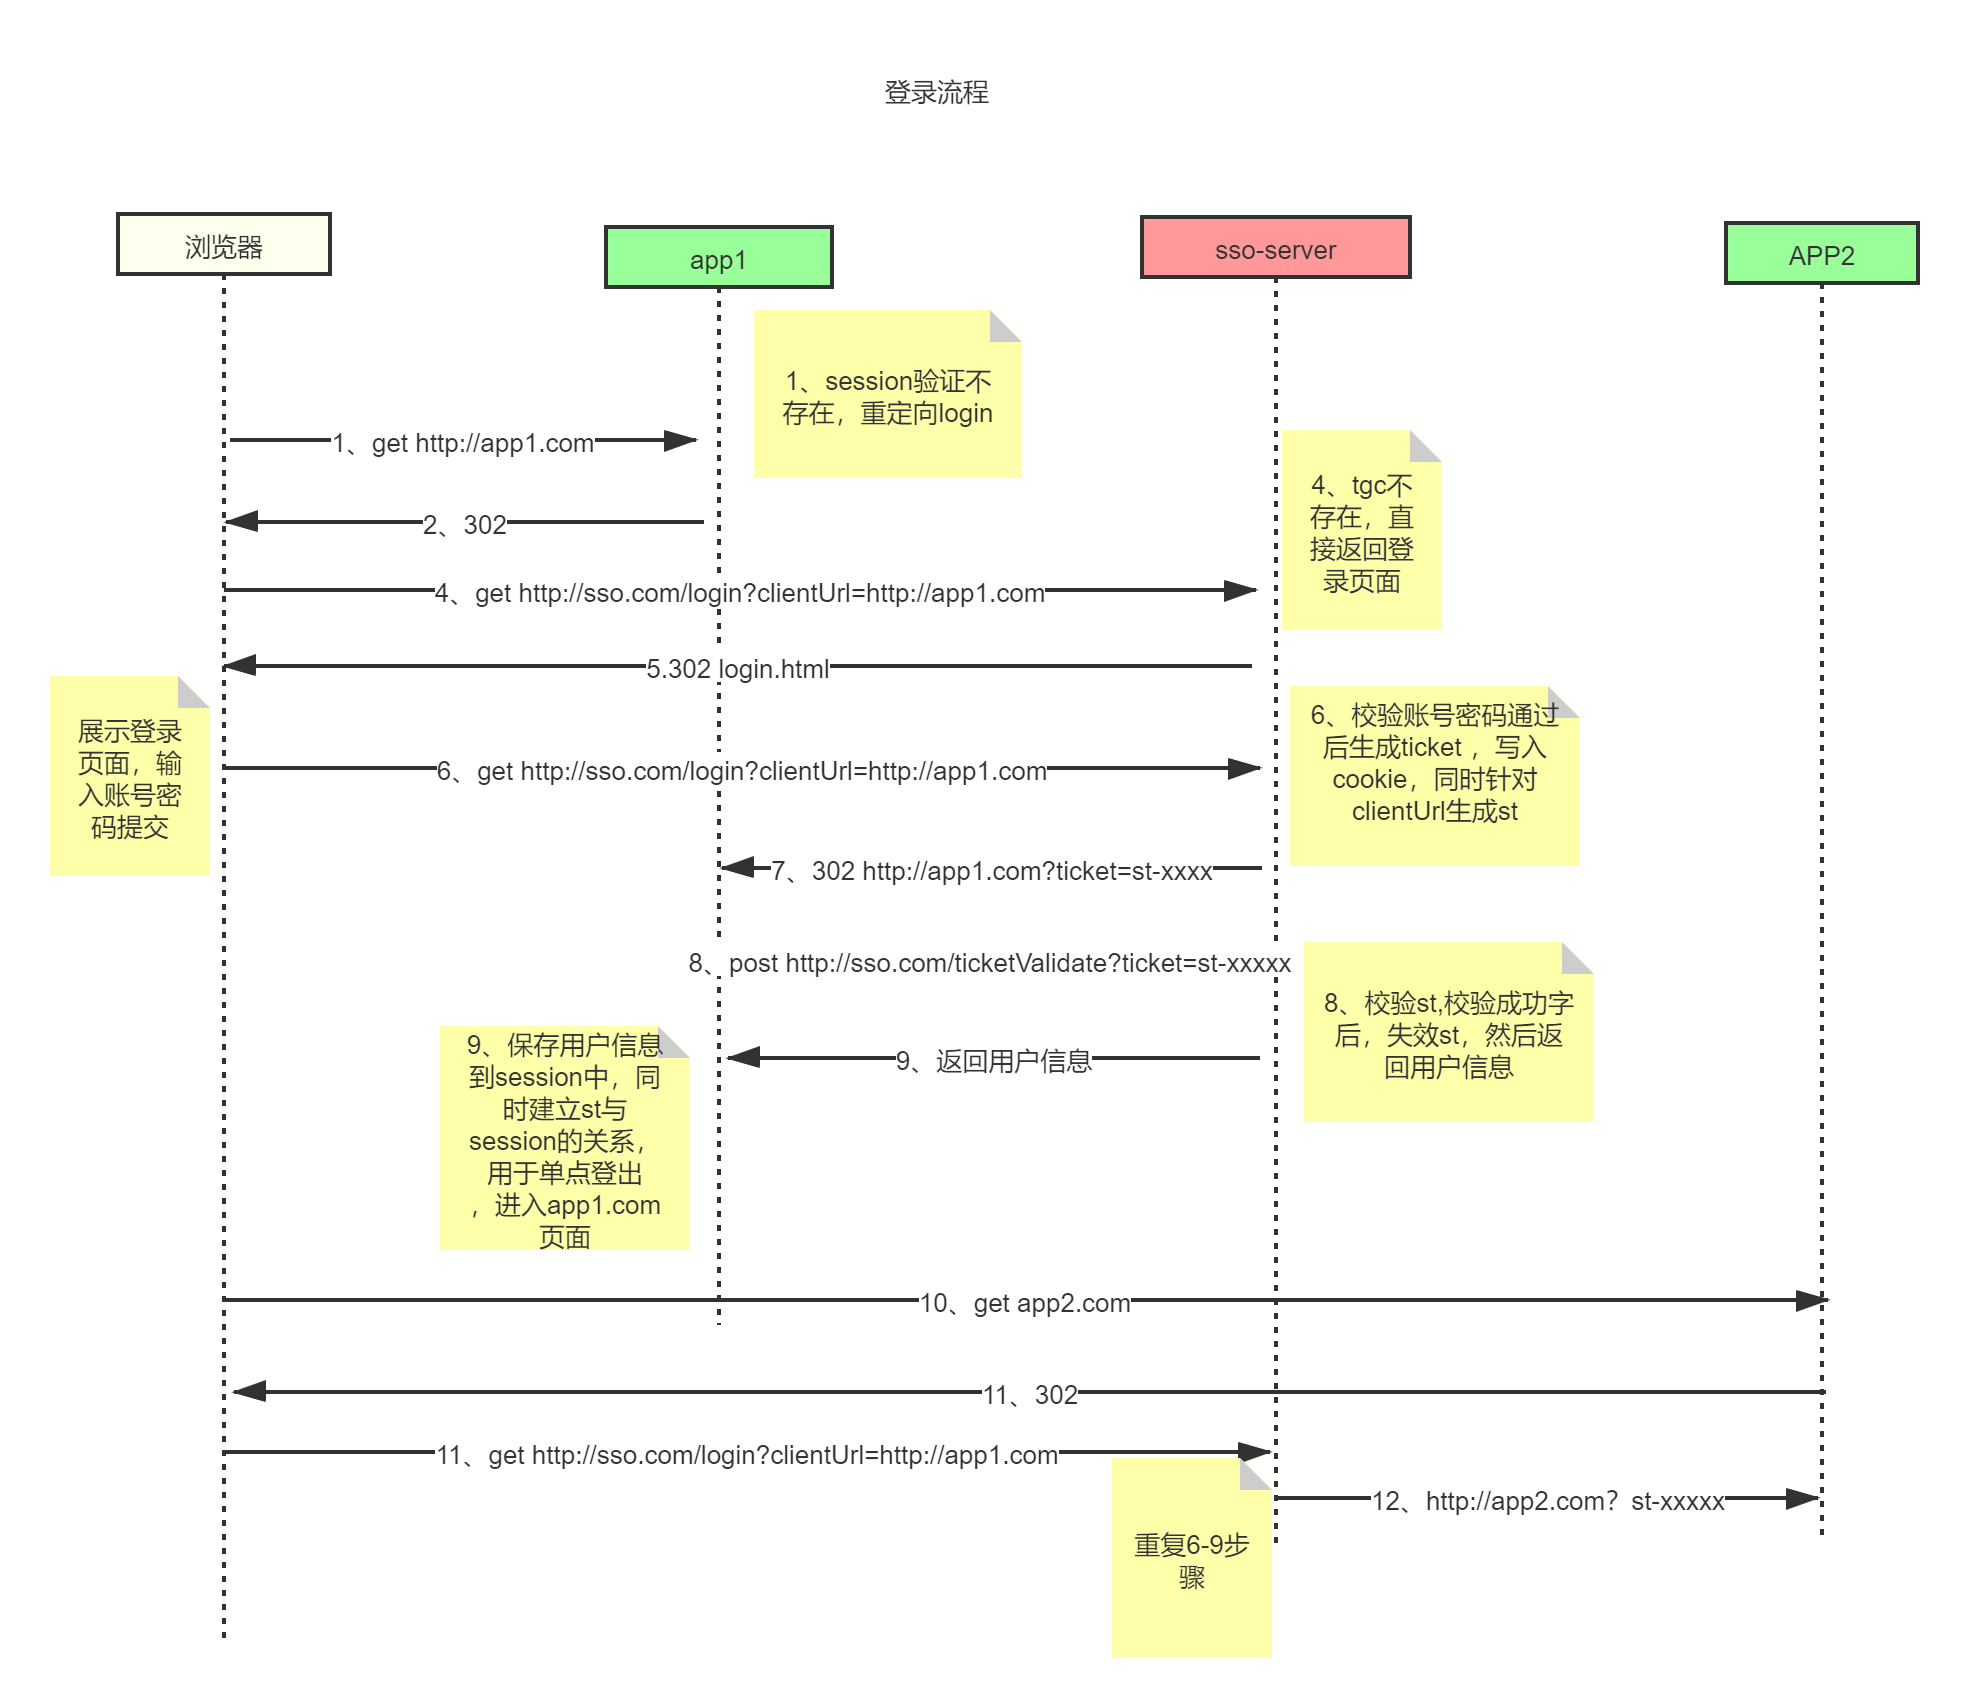 登录流程
浏览器
app1
sso-server
APP2
1、session验证不
存在，重定向login
1、get http://app1.com
4、tgc不
存在，直
接返回登
录页面
2、302
4、get http://sso.com/login?clientUrl=http://app1.com
5.302 login.html
展示登录
页面，输
入账号密
码提交
6、校验账号密码通过
后生成ticket ，写入
cookie，同时针对
clientUrl生成st
6、get http://sso.com/login?clientUrl=http://app1.com
7、302 http://app1.com?ticket=st-xxxx
8、post http://sso.com/ticketValidate?ticket=st-xxxxx
8、校验st,校验成功字
后，失效st，然后返
回用户信息
9、保存用户信息
到session中，同
时建立st与
session的关系，
用于单点登出
，进入app1.com
页面
9、返回用户信息
10、get app2.com
11、302
11、get http://sso.com/login?clientUrl=http://app1.com
12、http://app2.com？st-xxxxx
重复6-9步
骤